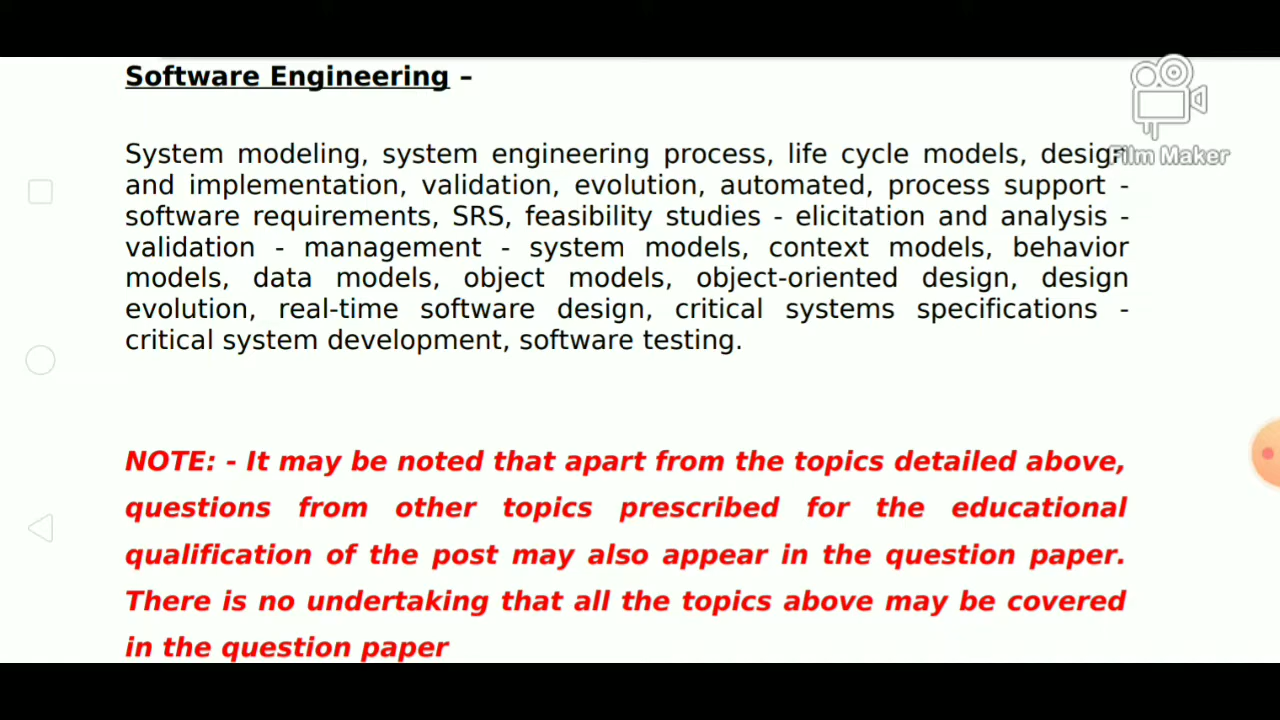 Software Engineering –
System modeling, system engineering process, life cycle models, design
and implementation, validation, evolution, automated, process support -
software requirements, SRS, feasibility studies - elicitation and analysis -
validation - management - system models, context models, behavior
models, data models, object models, object-oriented design, design
evolution, real-time software design, critical systems specifications -
critical system development, software testing.
NOTE: - It may be noted that apart from the topics detailed above,
questions from other topics prescribed for the educational
qualification of the post may also appear in the question paper.
There is no undertaking that all the topics above may be covered
in the question paper
Film Maker